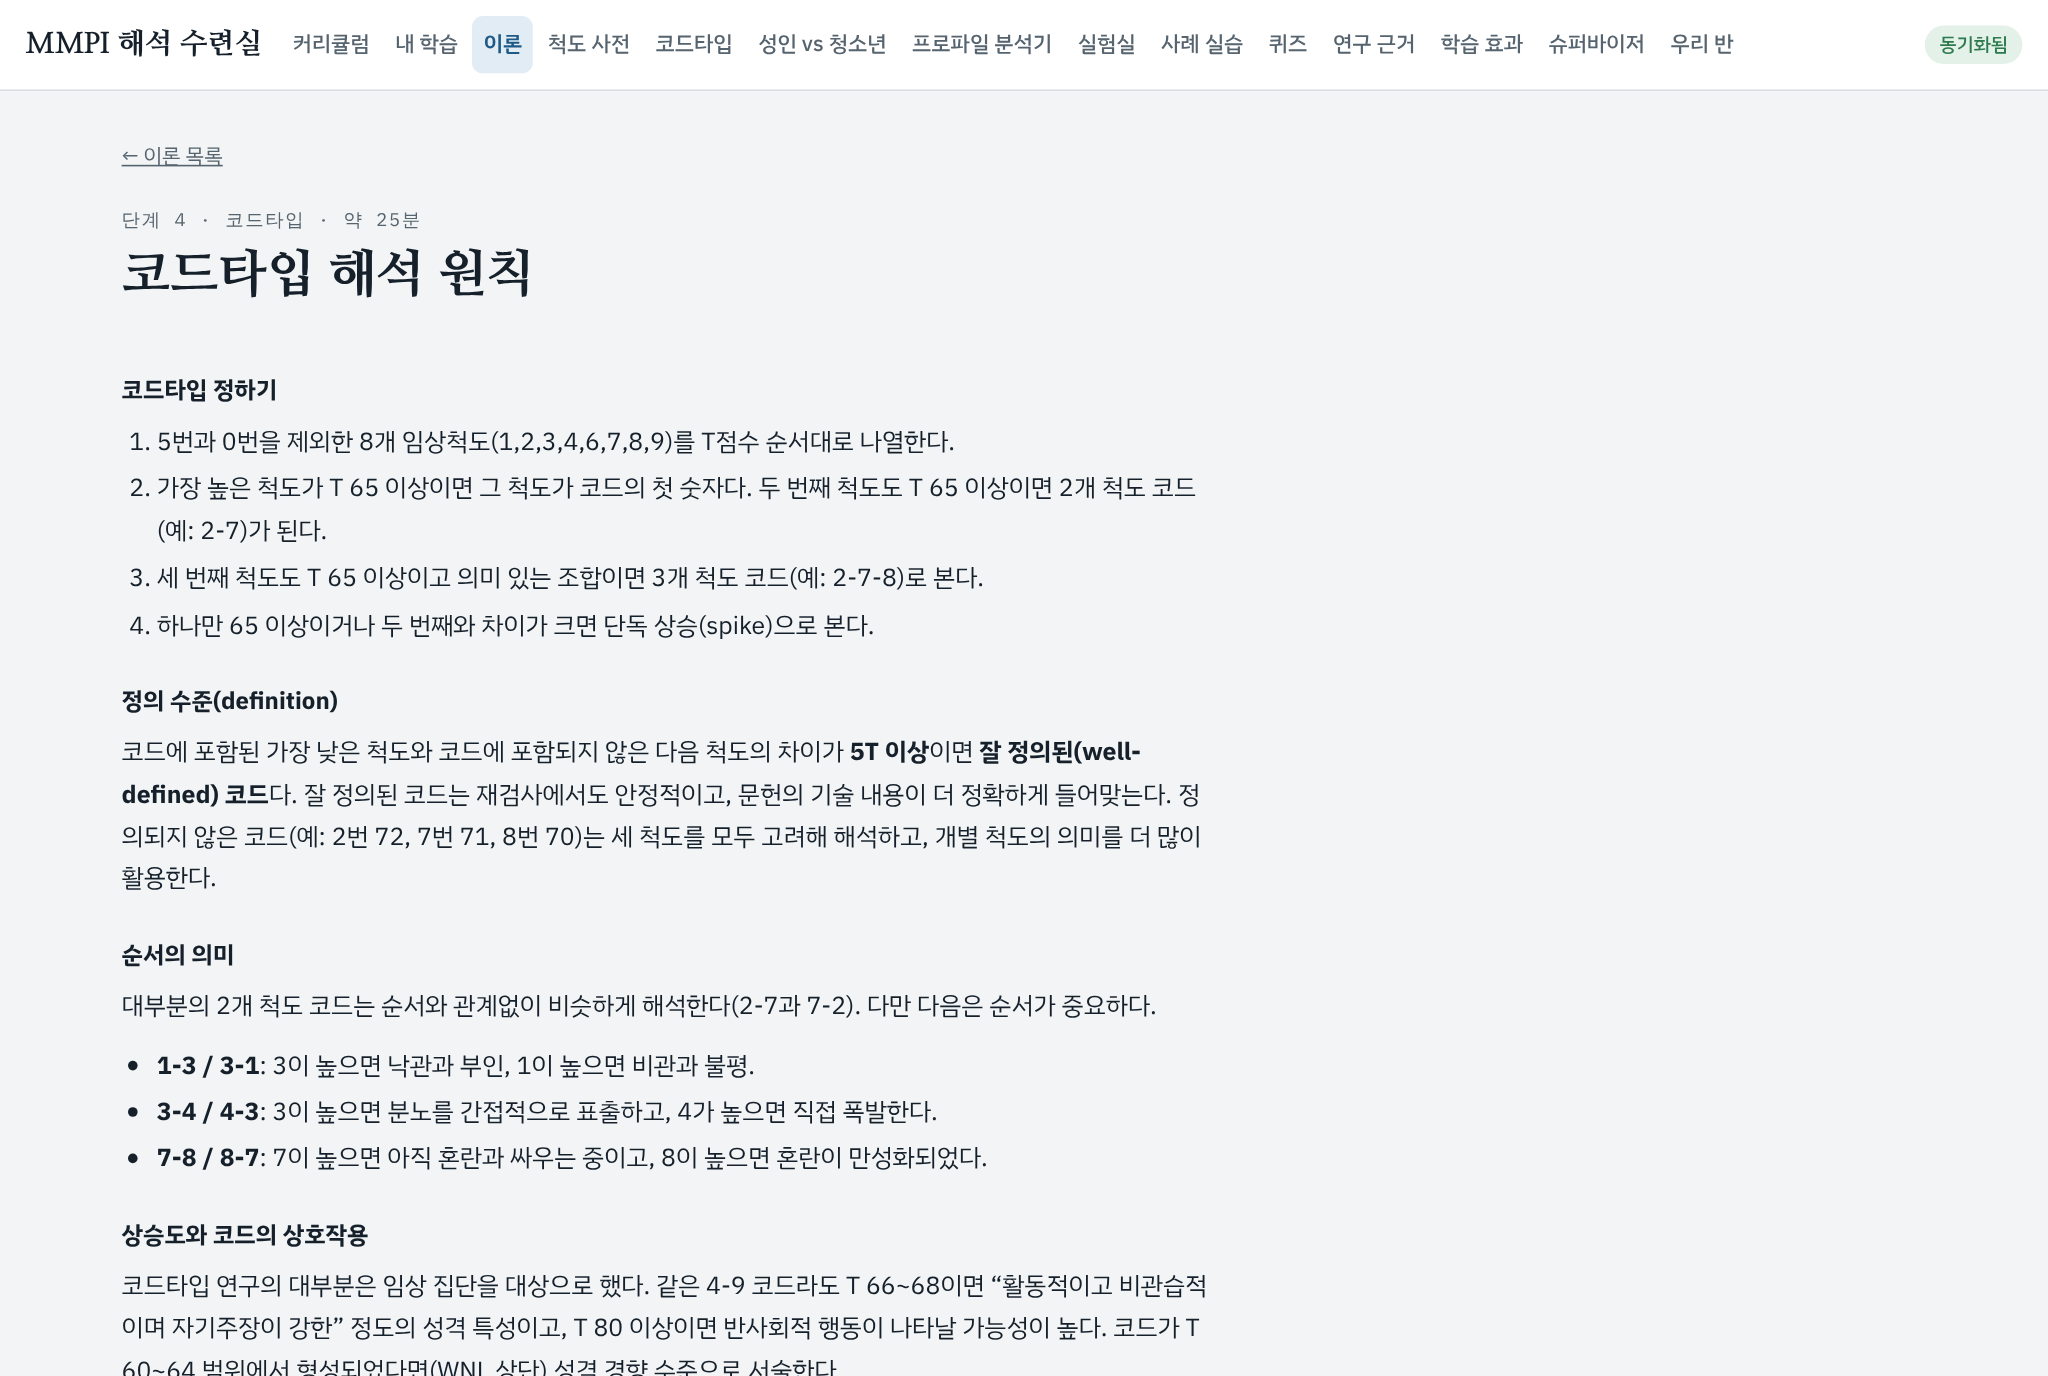 MMPI 해석 수련실 커리큘럼 내 학습 이론 척도 사전 코드타입 성인 vs 청소년 프로파일 분석기 실험실 사례 실습 퀴즈 연구 근거 학습 효과 슈퍼바이저 우리 반 동기화됨
← 이론 목록
단계 4 · 코드타입 · 약 25분
코드타입 해석 원칙
코드타입 정하기
1. 5번과 0번을 제외한 8개 임상척도(1,2,3,4,6,7,8,9)를 T점수 순서대로 나열한다.
2. 가장 높은 척도가 T 65 이상이면 그 척도가 코드의 첫 숫자다. 두 번째 척도도 T 65 이상이면 2개 척도 코드
(예: 2-7)가 된다.
3. 세 번째 척도도 T 65 이상이고 의미 있는 조합이면 3개 척도 코드(예: 2-7-8)로 본다.
4. 하나만 65 이상이거나 두 번째와 차이가 크면 단독 상승(spike)으로 본다.
정의 수준(definition)
코드에 포함된 가장 낮은 척도와 코드에 포함되지 않은 다음 척도의 차이가 5T 이상이면 잘 정의된(well-
defined) 코드다. 잘 정의된 코드는 재검사에서도 안정적이고, 문헌의 기술 내용이 더 정확하게 들어맞는다. 정
의되지 않은 코드(예: 2번 72, 7번 71, 8번 70)는 세 척도를 모두 고려해 해석하고, 개별 척도의 의미를 더 많이
활용한다.
순서의 의미
대부분의 2개 척도 코드는 순서와 관계없이 비슷하게 해석한다(2-7과 7-2). 다만 다음은 순서가 중요하다.
• 1-3 / 3-1: 3이 높으면 낙관과 부인, 1이 높으면 비관과 불평.
• 3-4 / 4-3: 3이 높으면 분노를 간접적으로 표출하고, 4가 높으면 직접 폭발한다.
• 7-8 / 8-7: 7이 높으면 아직 혼란과 싸우는 중이고, 8이 높으면 혼란이 만성화되었다.
상승도와 코드의 상호작용
코드타입 연구의 대부분은 임상 집단을 대상으로 했다. 같은 4-9 코드라도 T 66~68이면 “활동적이고 비관습적
이며 자기주장이 강한” 정도의 성격 특성이고, T 80 이상이면 반사회적 행동이 나타날 가능성이 높다. 코드가 T
60~64 범위에서 형성되었다면(WNL 상단) 성격 경향 수준으로 서술한다